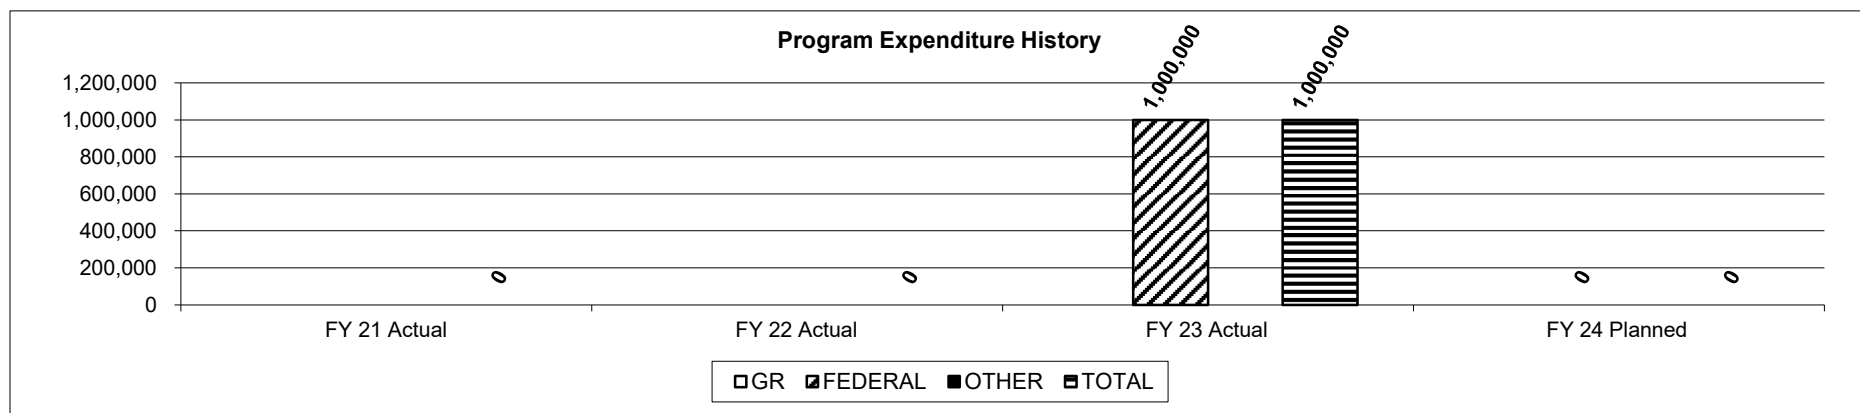 Program Expenditure History
1,200,000
1,000,000
800,000
600,000
400,000
200,000
0
0
0
1,000,000
1,000,000
0
0
FY 21 Actual
FY 22 Actual
FY 23 Actual
FY 24 Planned
GR FEDERAL OTHER TOTAL